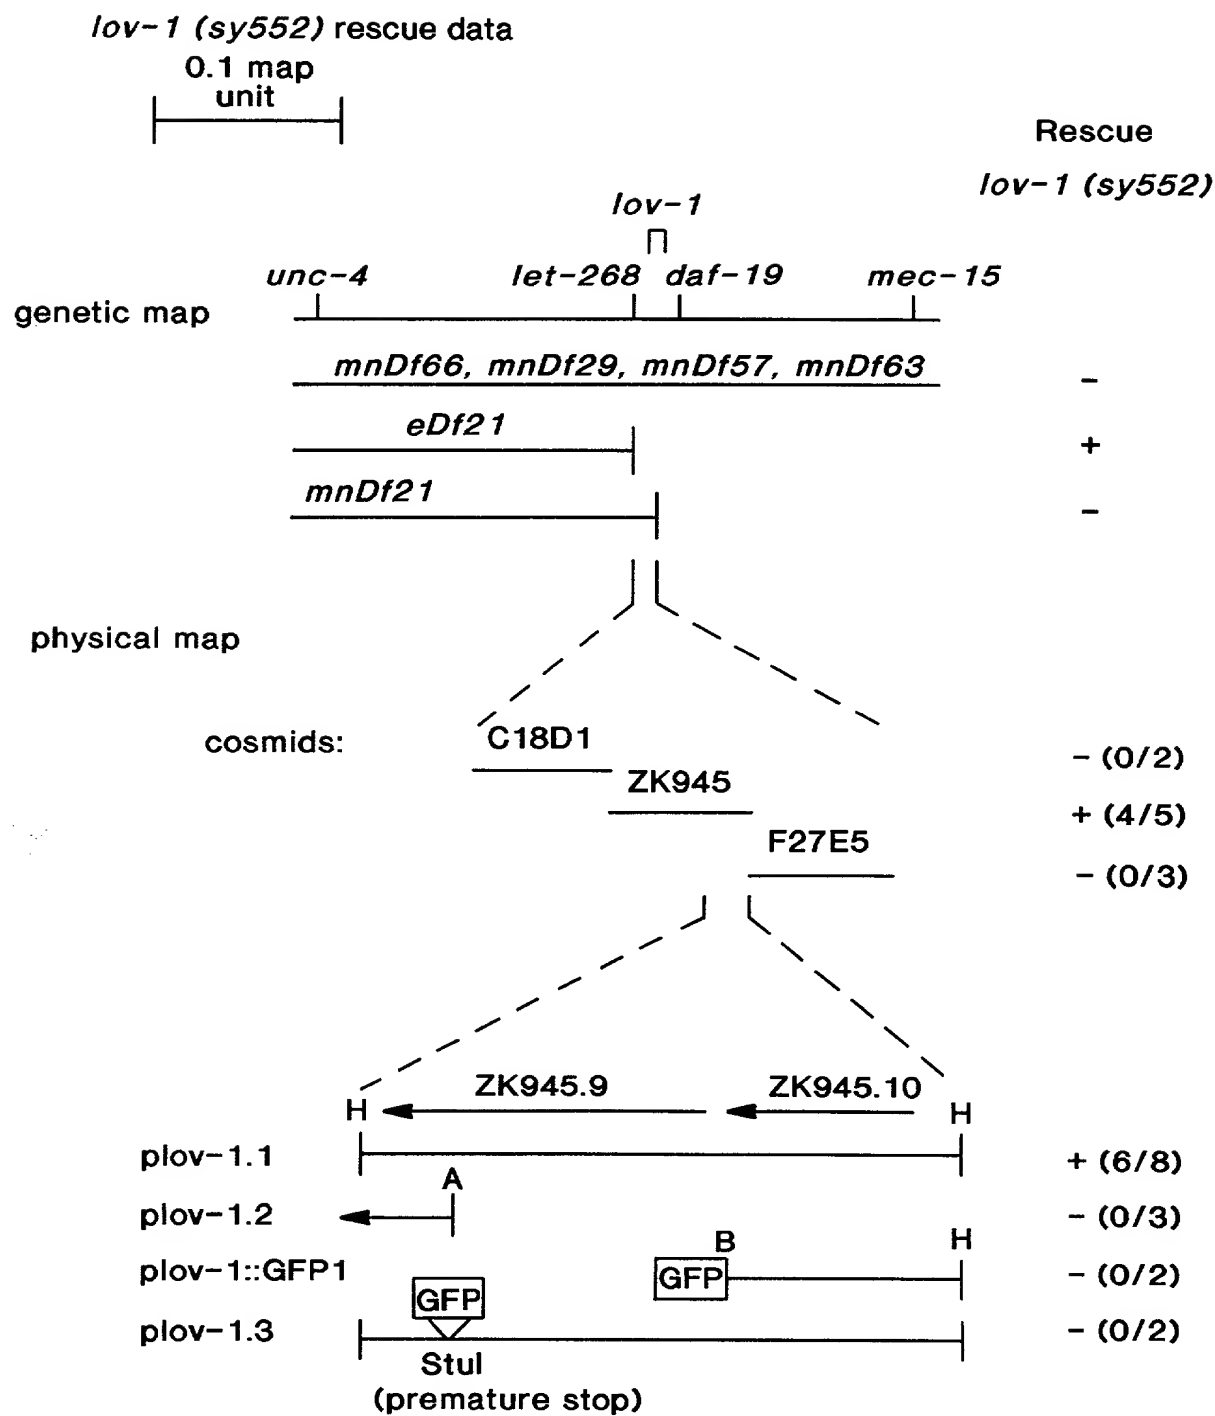 lov-1 (sy552) rescue data
0.1 map
unit
Rescue
lov-1 (sy552)
lov-1
unc-4 let-268 daf-19 mec-15
genetic map
mnDf66, mnDf29, mnDf57, mnDf63 -
eDf21 +
mnDf21 -
physical map
cosmids: C18D1 - (0/2)
ZK945 + (4/5)
F27E5 - (0/3)
H ZK945.9 ZK945.10 H
plov-1.1 + (6/8)
A
plov-1.2 - (0/3)
B H
plov-1::GFP1 GFP - (0/2)
GFP
plov-1.3 - (0/2)
StuI
(premature stop)